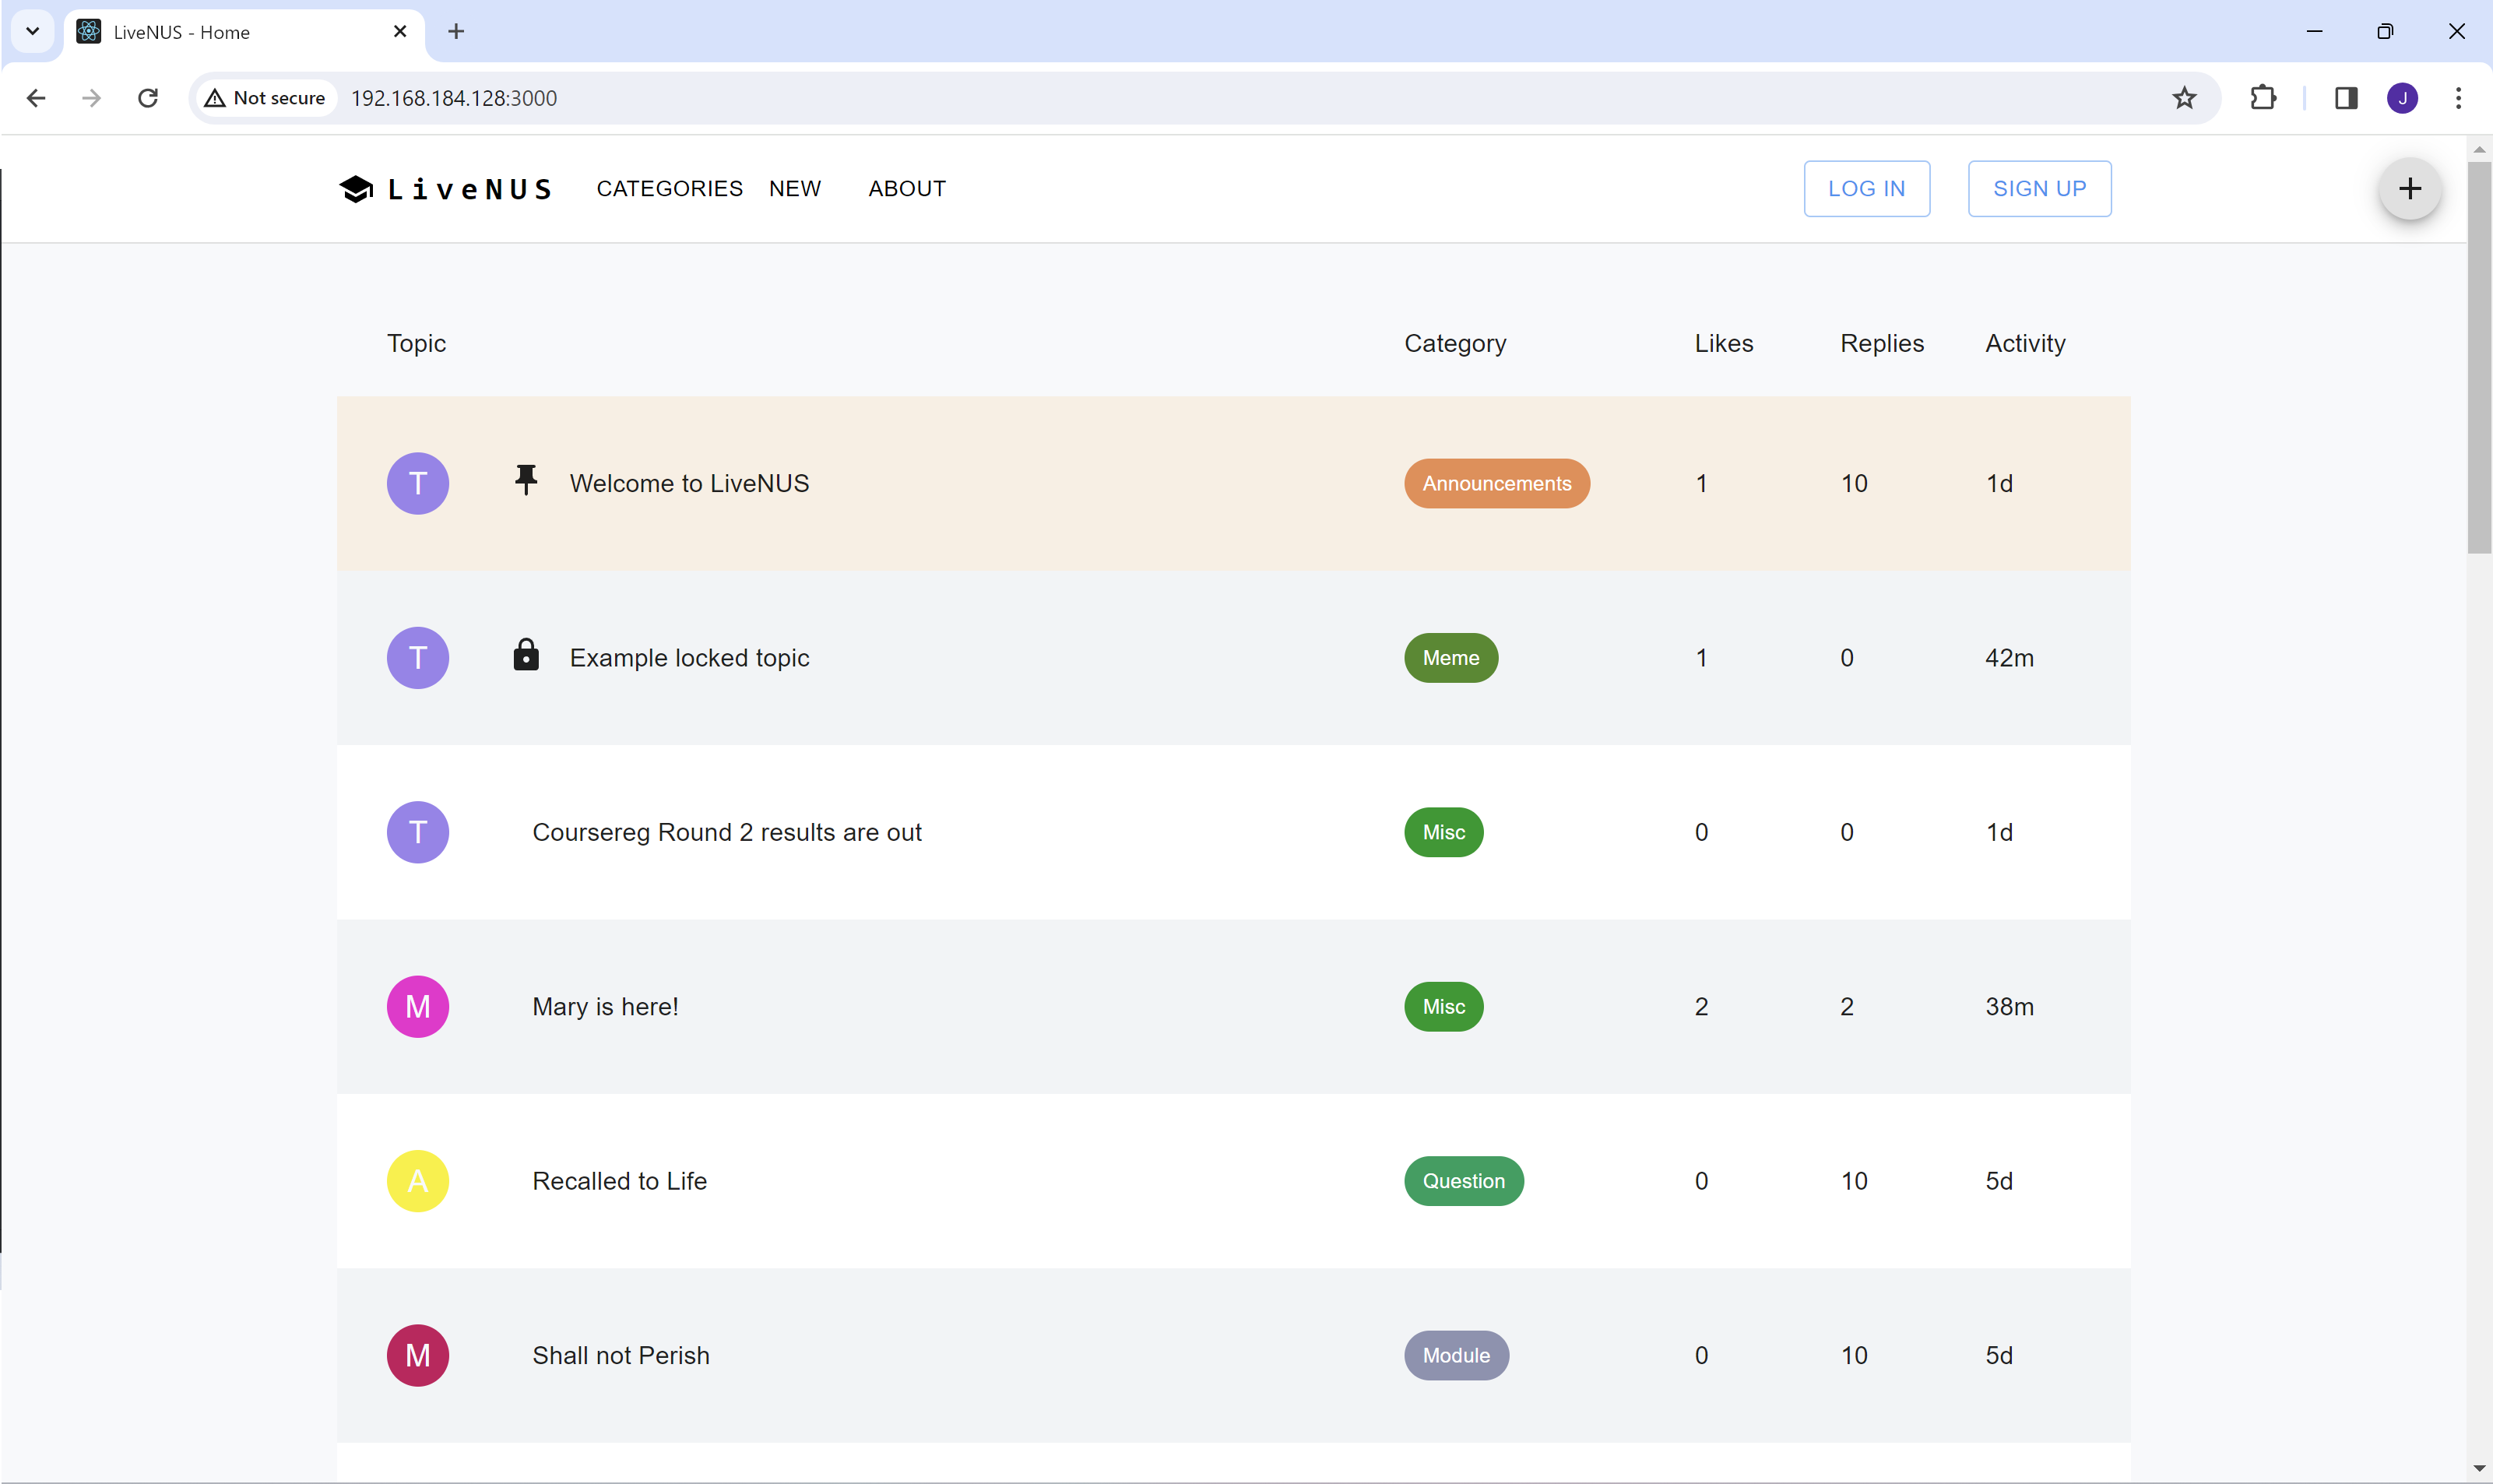 LiveNUS - Home
Not secure 192.168.184.128:3000
J
LiveNUS CATEGORIES NEW ABOUT LOG IN SIGN UP
Topic Category Likes Replies Activity
T Welcome to LiveNUS Announcements 1 10 1d
T Example locked topic Meme 1 0 42m
T Coursereg Round 2 results are out Misc 0 0 1d
M Mary is here! Misc 2 2 38m
A Recalled to Life Question 0 10 5d
M Shall not Perish Module 0 10 5d